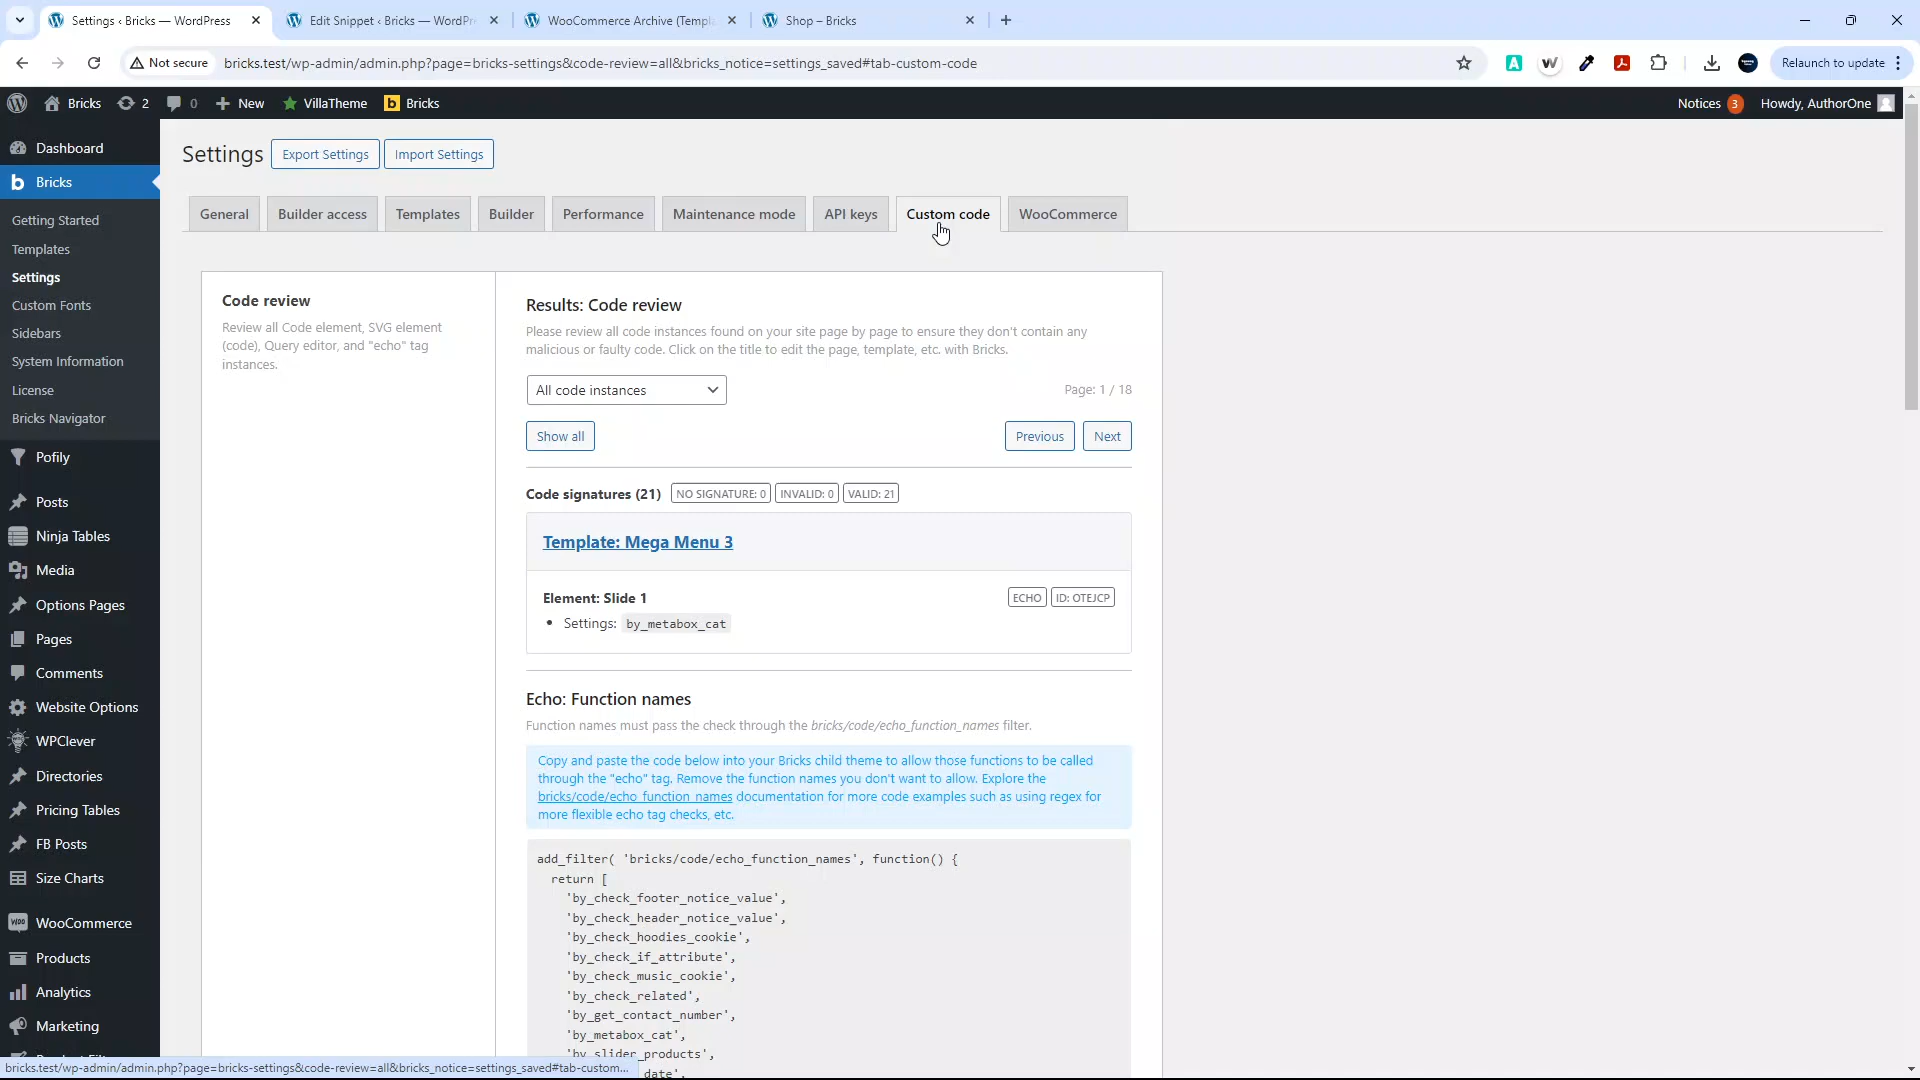 Settings ‹ Bricks — WordPress
Edit Snippet ‹ Bricks — WordPr
WooCommerce Archive (Templ
Shop – Bricks
Not secure
bricks.test/wp-admin/admin.php?page=bricks-settings&code-review=all&bricks_notice=settings_saved#tab-custom-code
Relaunch to update
Bricks
2
0
New
VillaTheme
Bricks
Notices 3
Howdy, AuthorOne
Dashboard
Bricks
Getting Started
Templates
Settings
Custom Fonts
Sidebars
System Information
License
Bricks Navigator
Pofily
Posts
Ninja Tables
Media
Options Pages
Pages
Comments
Website Options
WPClever
Directories
Pricing Tables
FB Posts
Size Charts
WooCommerce
Products
Analytics
Marketing
Settings
Export Settings
Import Settings
General
Builder access
Templates
Builder
Performance
Maintenance mode
API keys
Custom code
WooCommerce
Code review
Review all Code element, SVG element
(code), Query editor, and "echo" tag
instances.
Results: Code review
Please review all code instances found on your site page by page to ensure they don't contain any
malicious or faulty code. Click on the title to edit the page, template, etc. with Bricks.
All code instances
Page: 1 / 18
Show all
Previous
Next
Code signatures (21)
NO SIGNATURE: 0
INVALID: 0
VALID: 21
Template: Mega Menu 3
Element: Slide 1
ECHO
ID: OTEJCP
Settings: by_metabox_cat
Echo: Function names
Function names must pass the check through the bricks/code/echo_function_names filter.
Copy and paste the code below into your Bricks child theme to allow those functions to be called
through the "echo" tag. Remove the function names you don't want to allow. Explore the
bricks/code/echo_function_names documentation for more code examples such as using regex for
more flexible echo tag checks, etc.
add_filter( 'bricks/code/echo_function_names', function() {
return [
'by_check_footer_notice_value',
'by_check_header_notice_value',
'by_check_hoodies_cookie',
'by_check_if_attribute',
'by_check_music_cookie',
'by_check_related',
'by_get_contact_number',
'by_metabox_cat',
'by_slider_products',
date',
bricks.test/wp-admin/admin.php?page=bricks-settings&code-review=all&bricks_notice=settings_saved#tab-custom...